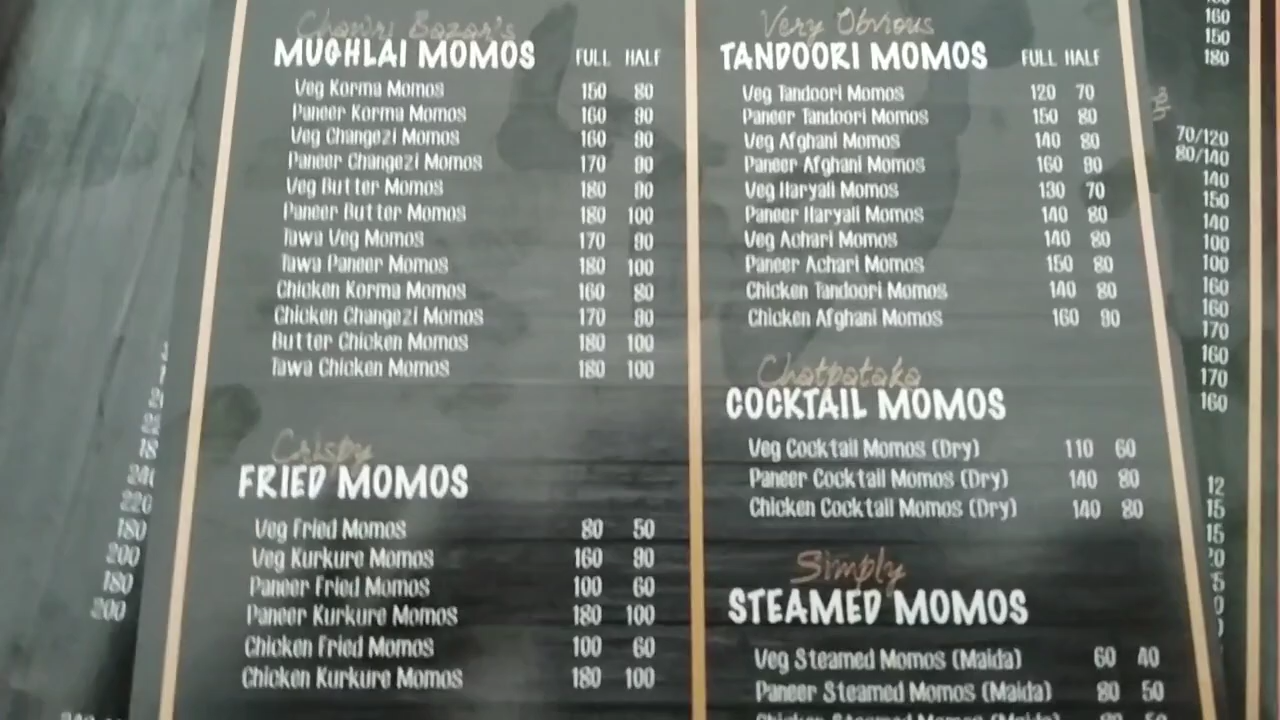 Chawri Bazar's
MUGHLAI MOMOS FULL HALF
Veg Korma Momos 150 80
Paneer Korma Momos 160 90
Veg Changezi Momos 160 90
Paneer Changezi Momos 170 90
Veg Butter Momos 180 90
Paneer Butter Momos 180 100
Tawa Veg Momos 170 90
Tawa Paneer Momos 180 100
Chicken Korma Momos 160 80
Chicken Changezi Momos 170 90
Butter Chicken Momos 180 100
Tawa Chicken Momos 180 100
Crispy
FRIED MOMOS
Veg Fried Momos 80 50
Veg Kurkure Momos 160 90
Paneer Fried Momos 100 60
Paneer Kurkure Momos 180 100
Chicken Fried Momos 100 60
Chicken Kurkure Momos 180 100
Very Obvious
TANDOORI MOMOS FULL HALF
Veg Tandoori Momos 120 70
Paneer Tandoori Momos 150 80
Veg Afghani Momos 140 80
Paneer Afghani Momos 160 90
Veg Haryali Momos 130 70
Paneer Haryali Momos 140 80
Veg Achari Momos 140 80
Paneer Achari Momos 150 80
Chicken Tandoori Momos 140 80
Chicken Afghani Momos 160 90
Chatpataka
COCKTAIL MOMOS
Veg Cocktail Momos (Dry) 110 60
Paneer Cocktail Momos (Dry) 140 80
Chicken Cocktail Momos (Dry) 140 80
Simply
STEAMED MOMOS
Veg Steamed Momos (Maida) 60 40
Paneer Steamed Momos (Maida) 80 50
220
180
200
180
200
160
150
180
70/120
80/140
140
150
140
100
100
160
160
170
160
170
160